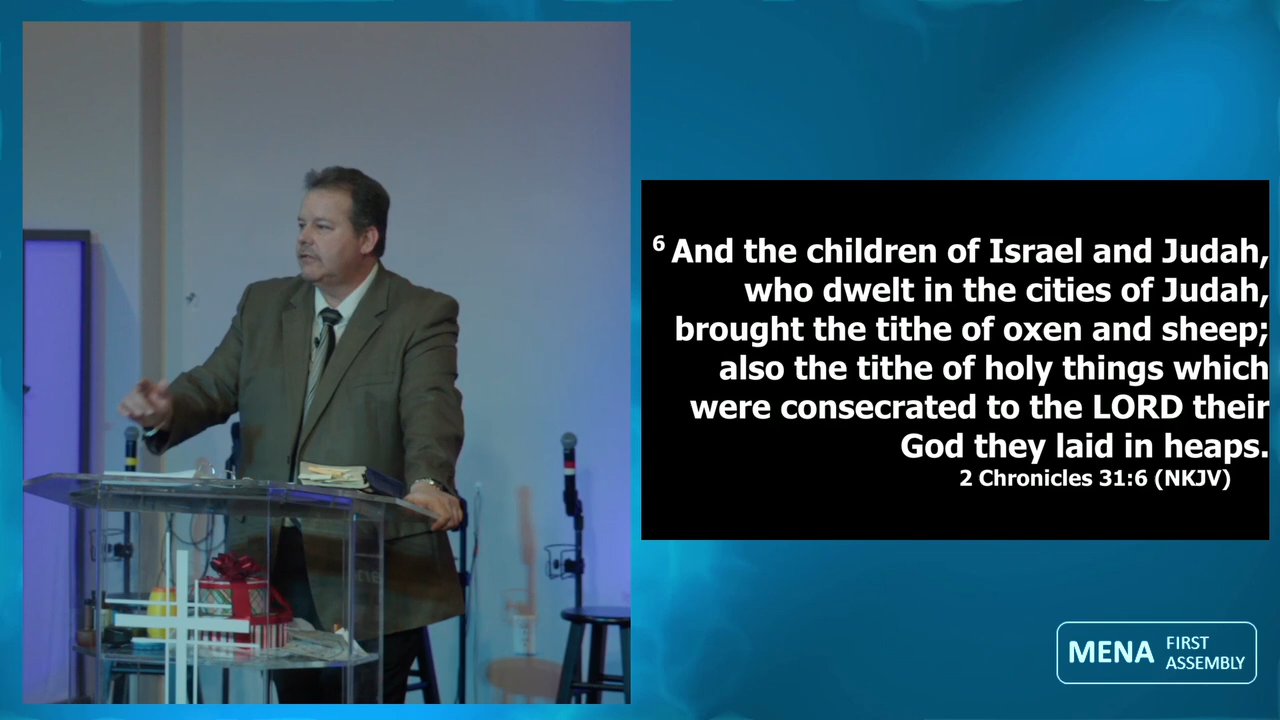 6 And the children of Israel and Judah,
who dwelt in the cities of Judah,
brought the tithe of oxen and sheep;
also the tithe of holy things which
were consecrated to the LORD their
God they laid in heaps.
2 Chronicles 31:6 (NKJV)
MENA FIRST
ASSEMBLY